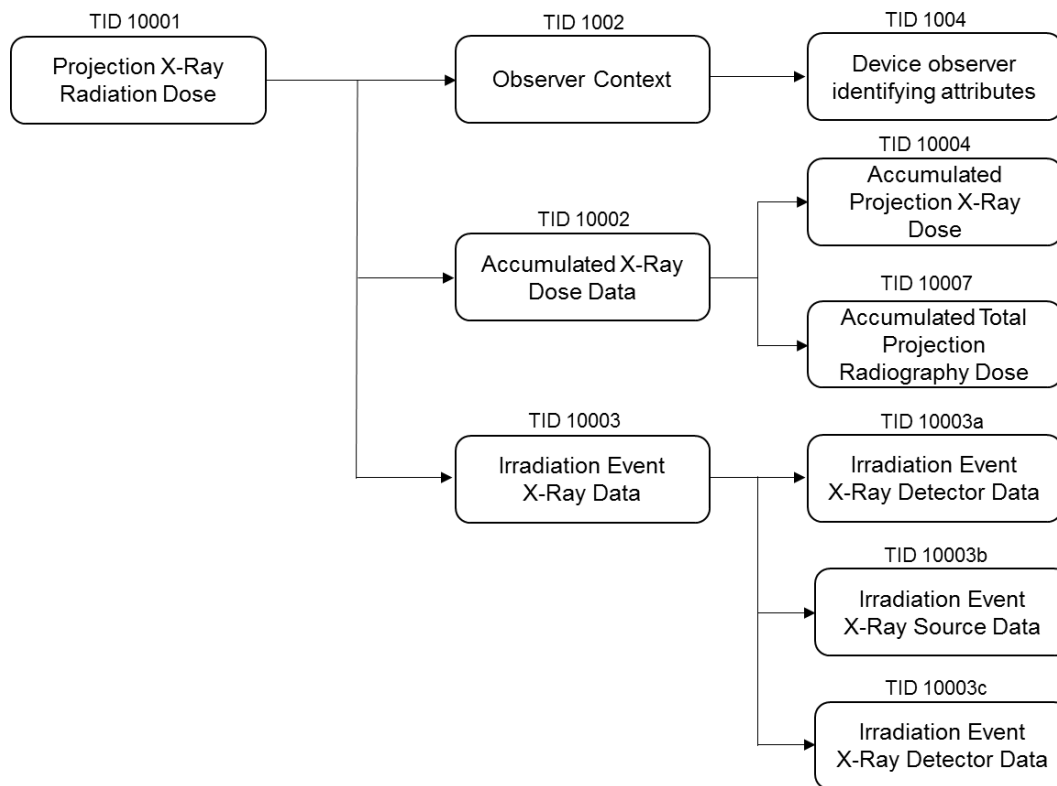 TID 10001
Projection X-Ray
Radiation Dose
TID 1002
Observer Context
TID 1004
Device observer
identifying attributes
TID 10002
Accumulated X-Ray
Dose Data
TID 10004
Accumulated
Projection X-Ray
Dose
TID 10007
Accumulated Total
Projection
Radiography Dose
TID 10003
Irradiation Event
X-Ray Data
TID 10003a
Irradiation Event
X-Ray Detector Data
TID 10003b
Irradiation Event
X-Ray Source Data
TID 10003c
Irradiation Event
X-Ray Detector Data